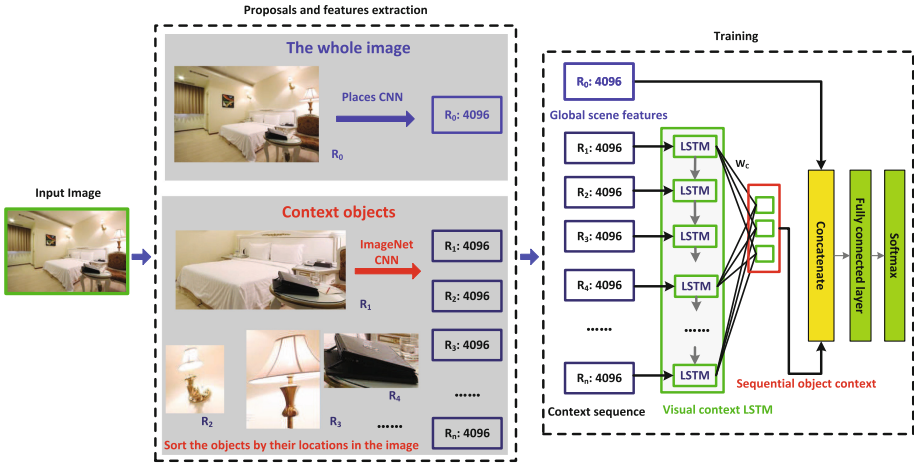 Input Image
Proposals and features extraction
The whole image
Places CNN
R0
R0: 4096
Context objects
ImageNet
CNN
R1
R2
R3
R4
......
R1: 4096
R2: 4096
R3: 4096
......
Rn: 4096
Sort the objects by their locations in the image
Training
R0: 4096
Global scene features
R1: 4096
R2: 4096
R3: 4096
R4: 4096
......
Rn: 4096
Context sequence
LSTM
LSTM
LSTM
LSTM
......
LSTM
Visual context LSTM
Wc
Sequential object context
Concatenate
Fully connected layer
Softmax